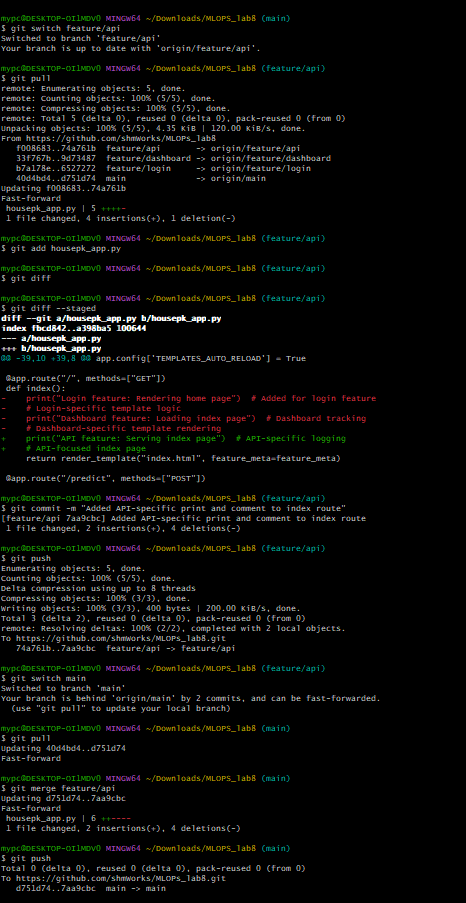 mypc@DESKTOP-OIlMDVO MINGW64 ~/Downloads/MLOPS_lab8 (main)
$ git switch feature/api
Switched to branch 'feature/api'
Your branch is up to date with 'origin/feature/api'.

mypc@DESKTOP-OIlMDVO MINGW64 ~/Downloads/MLOPS_lab8 (feature/api)
$ git pull
remote: Enumerating objects: 5, done.
remote: Counting objects: 100% (5/5), done.
remote: Compressing objects: 100% (5/5), done.
remote: Total 5 (delta 0), reused 0 (delta 0), pack-reused 0 (from 0)
Unpacking objects: 100% (5/5), 4.35 KiB | 120.00 KiB/s, done.
From https://github.com/shmWorks/MLOPs_lab8
   f008683..74a761b  feature/api       -> origin/feature/api
   33f767b..9d73487  feature/dashboard -> origin/feature/dashboard
   b7a178e..6527272  feature/login     -> origin/feature/login
   40d4bd4..d751d74  main              -> origin/main
Updating f008683..74a761b
Fast-forward
 housepk_app.py | 5 ++++-
 1 file changed, 4 insertions(+), 1 deletion(-)

mypc@DESKTOP-OIlMDVO MINGW64 ~/Downloads/MLOPS_lab8 (feature/api)
$ git add housepk_app.py

mypc@DESKTOP-OIlMDVO MINGW64 ~/Downloads/MLOPS_lab8 (feature/api)
$ git diff

mypc@DESKTOP-OIlMDVO MINGW64 ~/Downloads/MLOPS_lab8 (feature/api)
$ git diff --staged
diff --git a/housepk_app.py b/housepk_app.py
index fbcd842..a398ba5 100644
--- a/housepk_app.py
+++ b/housepk_app.py
@@ -39,10 +39,8 @@ app.config['TEMPLATES_AUTO_RELOAD'] = True

 @app.route("/", methods=["GET"])
 def index():
-    print("Login feature: Rendering home page")  # Added for login feature
-    # Login-specific template logic
-    print("Dashboard feature: Loading index page")  # Dashboard tracking
-    # Dashboard-specific template rendering
+    print("API feature: Serving index page")  # API-specific logging
+    # API-focused index page
     return render_template("index.html", feature_meta=feature_meta)

 @app.route("/predict", methods=["POST"])

mypc@DESKTOP-OIlMDVO MINGW64 ~/Downloads/MLOPS_lab8 (feature/api)
$ git commit -m "Added API-specific print and comment to index route"
[feature/api 7aa9cbc] Added API-specific print and comment to index route
 1 file changed, 2 insertions(+), 4 deletions(-)

mypc@DESKTOP-OIlMDVO MINGW64 ~/Downloads/MLOPS_lab8 (feature/api)
$ git push
Enumerating objects: 5, done.
Counting objects: 100% (5/5), done.
Delta compression using up to 8 threads
Compressing objects: 100% (3/3), done.
Writing objects: 100% (3/3), 400 bytes | 200.00 KiB/s, done.
Total 3 (delta 2), reused 0 (delta 0), pack-reused 0 (from 0)
remote: Resolving deltas: 100% (2/2), completed with 2 local objects.
To https://github.com/shmWorks/MLOPs_lab8.git
   74a761b..7aa9cbc  feature/api -> feature/api

mypc@DESKTOP-OIlMDVO MINGW64 ~/Downloads/MLOPS_lab8 (feature/api)
$ git switch main
Switched to branch 'main'
Your branch is behind 'origin/main' by 2 commits, and can be fast-forwarded.
  (use "git pull" to update your local branch)

mypc@DESKTOP-OIlMDVO MINGW64 ~/Downloads/MLOPS_lab8 (main)
$ git pull
Updating 40d4bd4..d751d74
Fast-forward

mypc@DESKTOP-OIlMDVO MINGW64 ~/Downloads/MLOPS_lab8 (main)
$ git merge feature/api
Updating d751d74..7aa9cbc
Fast-forward
 housepk_app.py | 6 ++----
 1 file changed, 2 insertions(+), 4 deletions(-)

mypc@DESKTOP-OIlMDVO MINGW64 ~/Downloads/MLOPS_lab8 (main)
$ git push
Total 0 (delta 0), reused 0 (delta 0), pack-reused 0 (from 0)
To https://github.com/shmWorks/MLOPs_lab8.git
   d751d74..7aa9cbc  main -> main